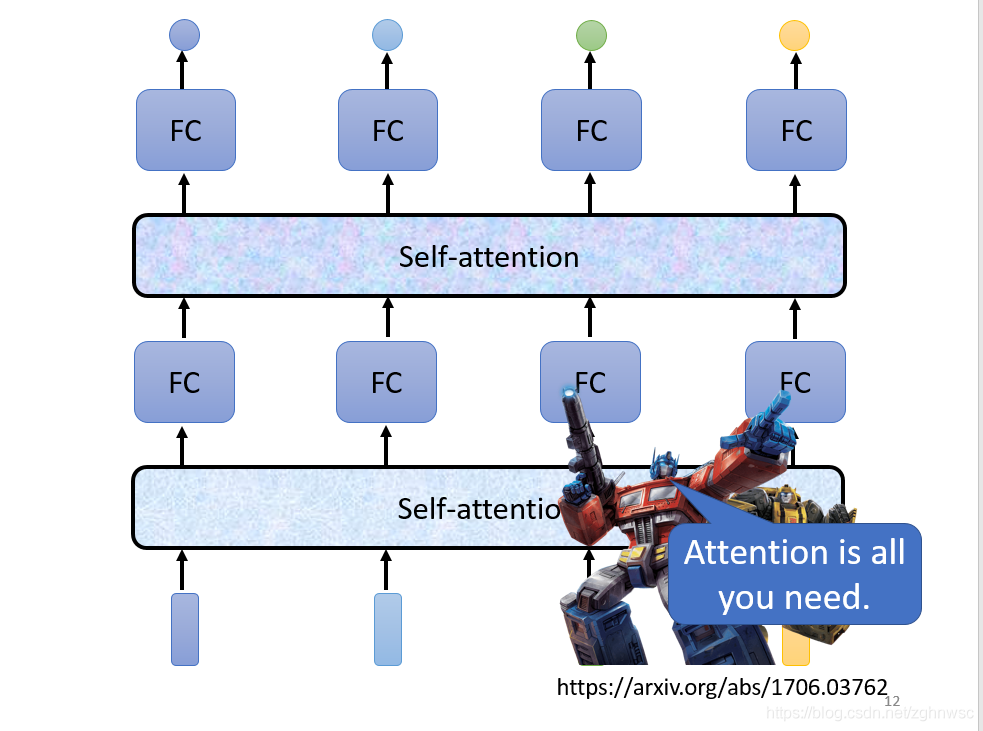 FC FC FC FC
Self-attention
FC FC FC FC
Self-attentio
Attention is all
you need.
https://arxiv.org/abs/1706.03762
12
https://blog.csdn.net/zghnwsc